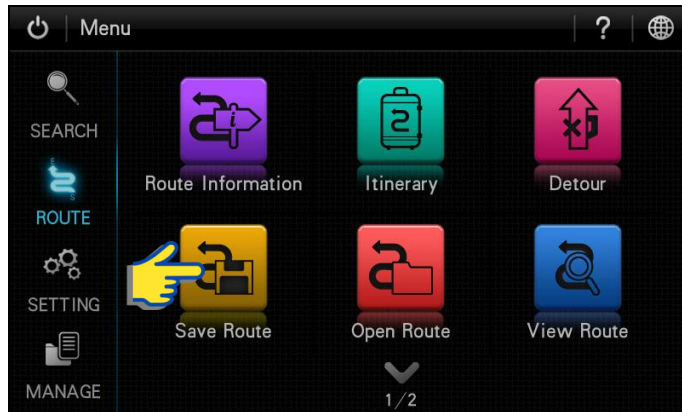 Menu
?
SEARCH
ROUTE
SETTING
MANAGE
Route Information
Itinerary
Detour
Save Route
Open Route
View Route
1/2